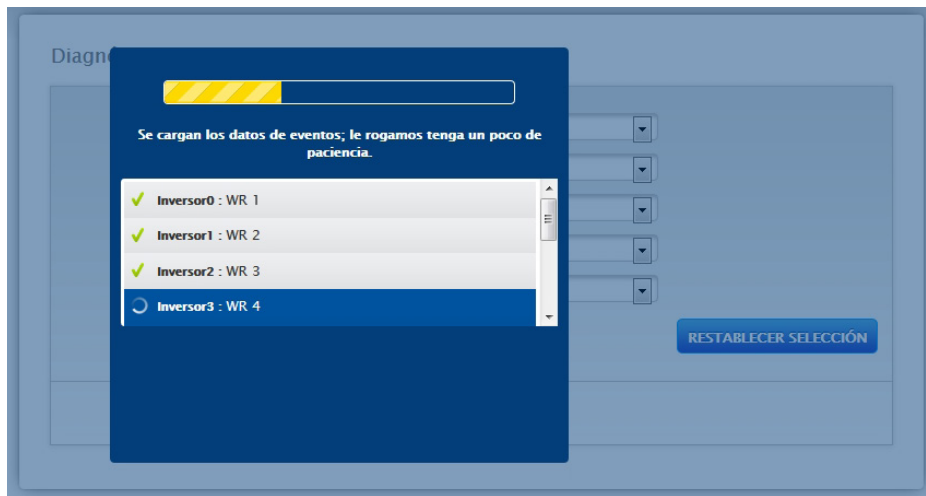 Diagn
Se cargan los datos de eventos; le rogamos tenga un poco de
paciencia.
Inversor0 : WR 1
Inversor1 : WR 2
Inversor2 : WR 3
Inversor3 : WR 4
RESTABLECER SELECCIÓN